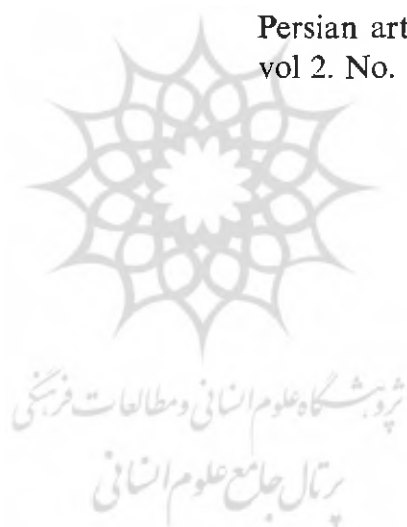 Persian art
vol 2. No.
پژوهشگاه علوم انسانی و مطالعات فرهنگی
پرتال جامع علوم انسانی